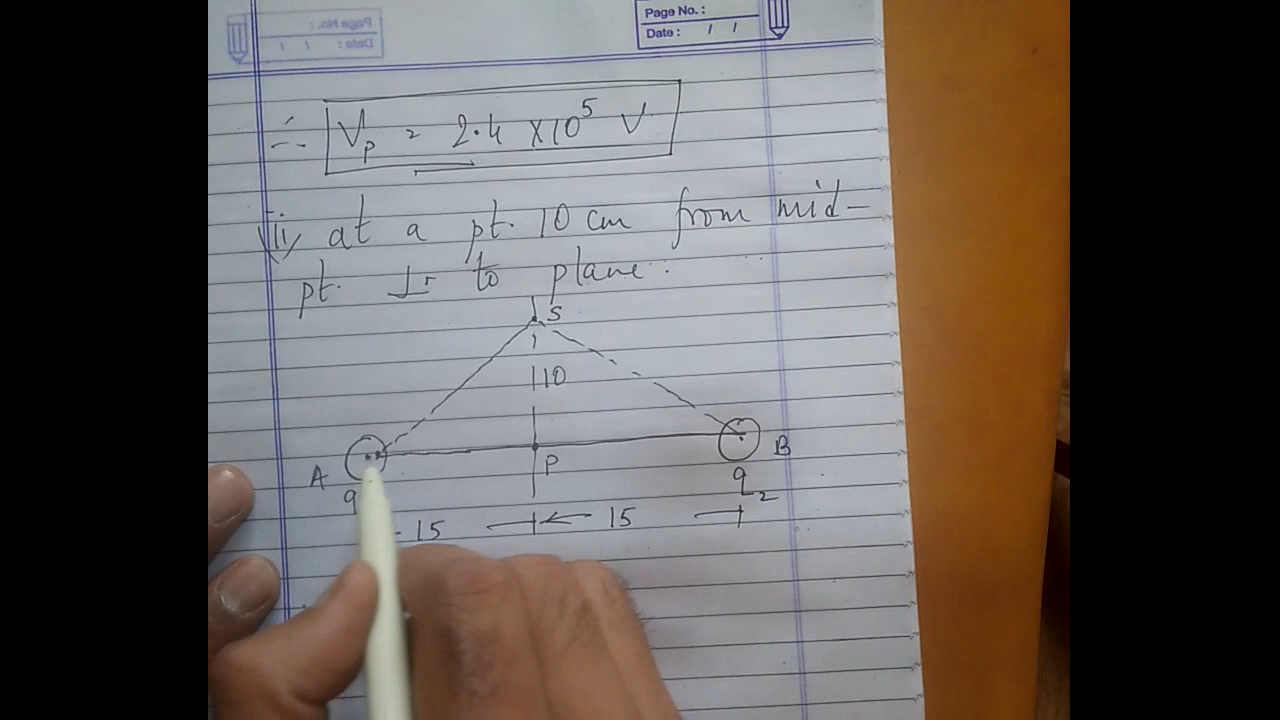 Page No. :
Date : / /
∴ Vp = 2.4 ×10⁵ V
(ii) at a pt. 10 cm from mid-
pt. ⊥r to plane.
S
10
A
P
B
q
q₂
15
15